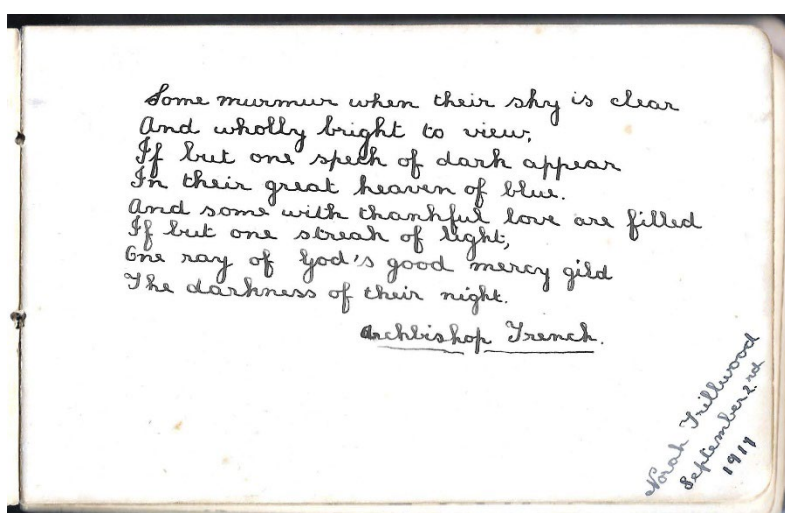 Some murmur when their sky is clear
And wholly bright to view,
If but one speck of dark appear
In their great heaven of blue.
And some with thankful love are filled
If but one streak of light,
One ray of God's good mercy gild
The darkness of their night.
Archbishop Trench.
Norah Trillwood
September 2nd
1917